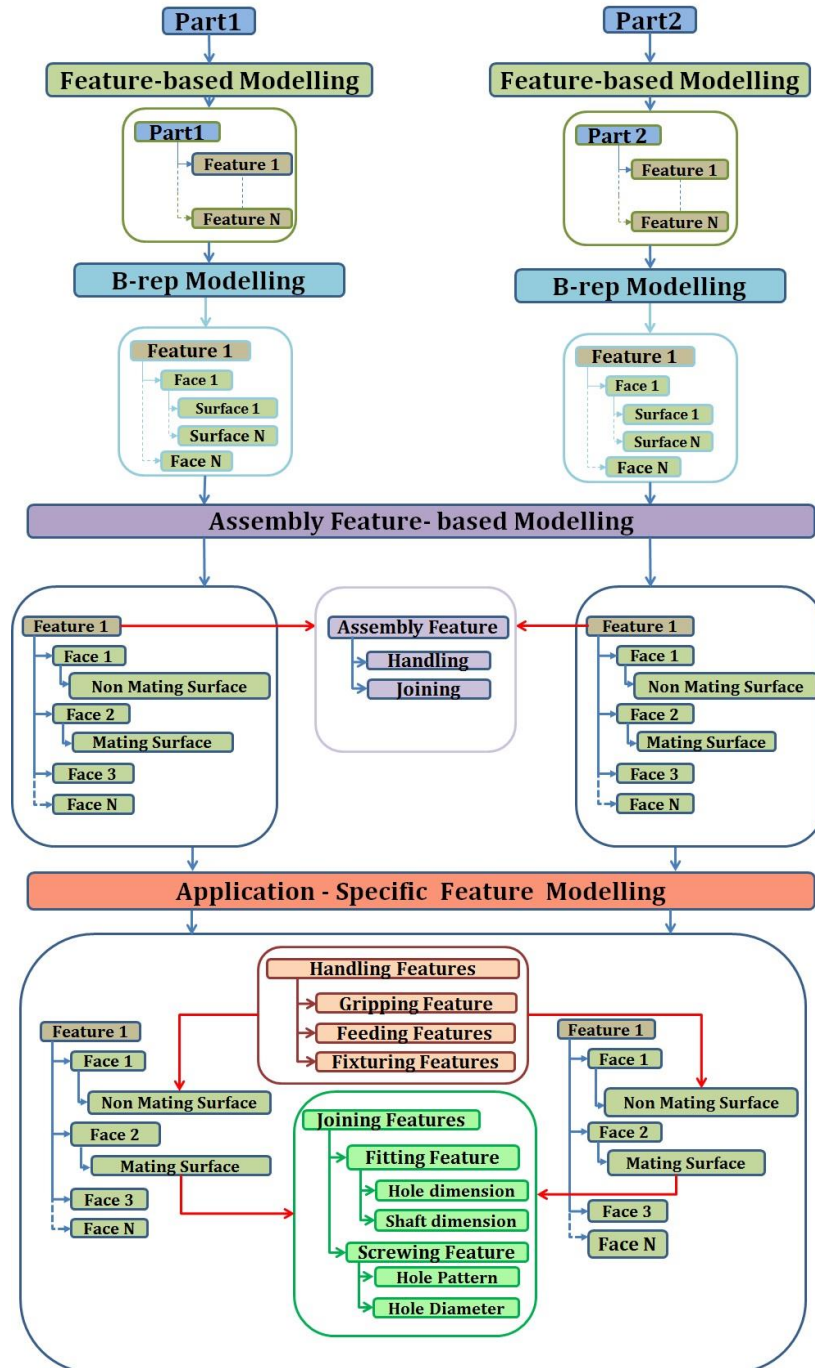 Part1
Part2
Feature-based Modelling
Feature-based Modelling
Part1
Feature 1
Feature N
Part 2
Feature 1
Feature N
B-rep Modelling
B-rep Modelling
Feature 1
Face 1
Surface 1
Surface N
Face N
Feature 1
Face 1
Surface 1
Surface N
Face N
Assembly Feature- based Modelling
Feature 1
Face 1
Non Mating Surface
Face 2
Mating Surface
Face 3
Face N
Assembly Feature
Handling
Joining
Feature 1
Face 1
Non Mating Surface
Face 2
Mating Surface
Face 3
Face N
Application - Specific Feature Modelling
Handling Features
Gripping Feature
Feeding Features
Fixturing Features
Feature 1
Face 1
Non Mating Surface
Face 2
Mating Surface
Face 3
Face N
Joining Features
Fitting Feature
Hole dimension
Shaft dimension
Screwing Feature
Hole Pattern
Hole Diameter
Feature 1
Face 1
Non Mating Surface
Face 2
Mating Surface
Face 3
Face N